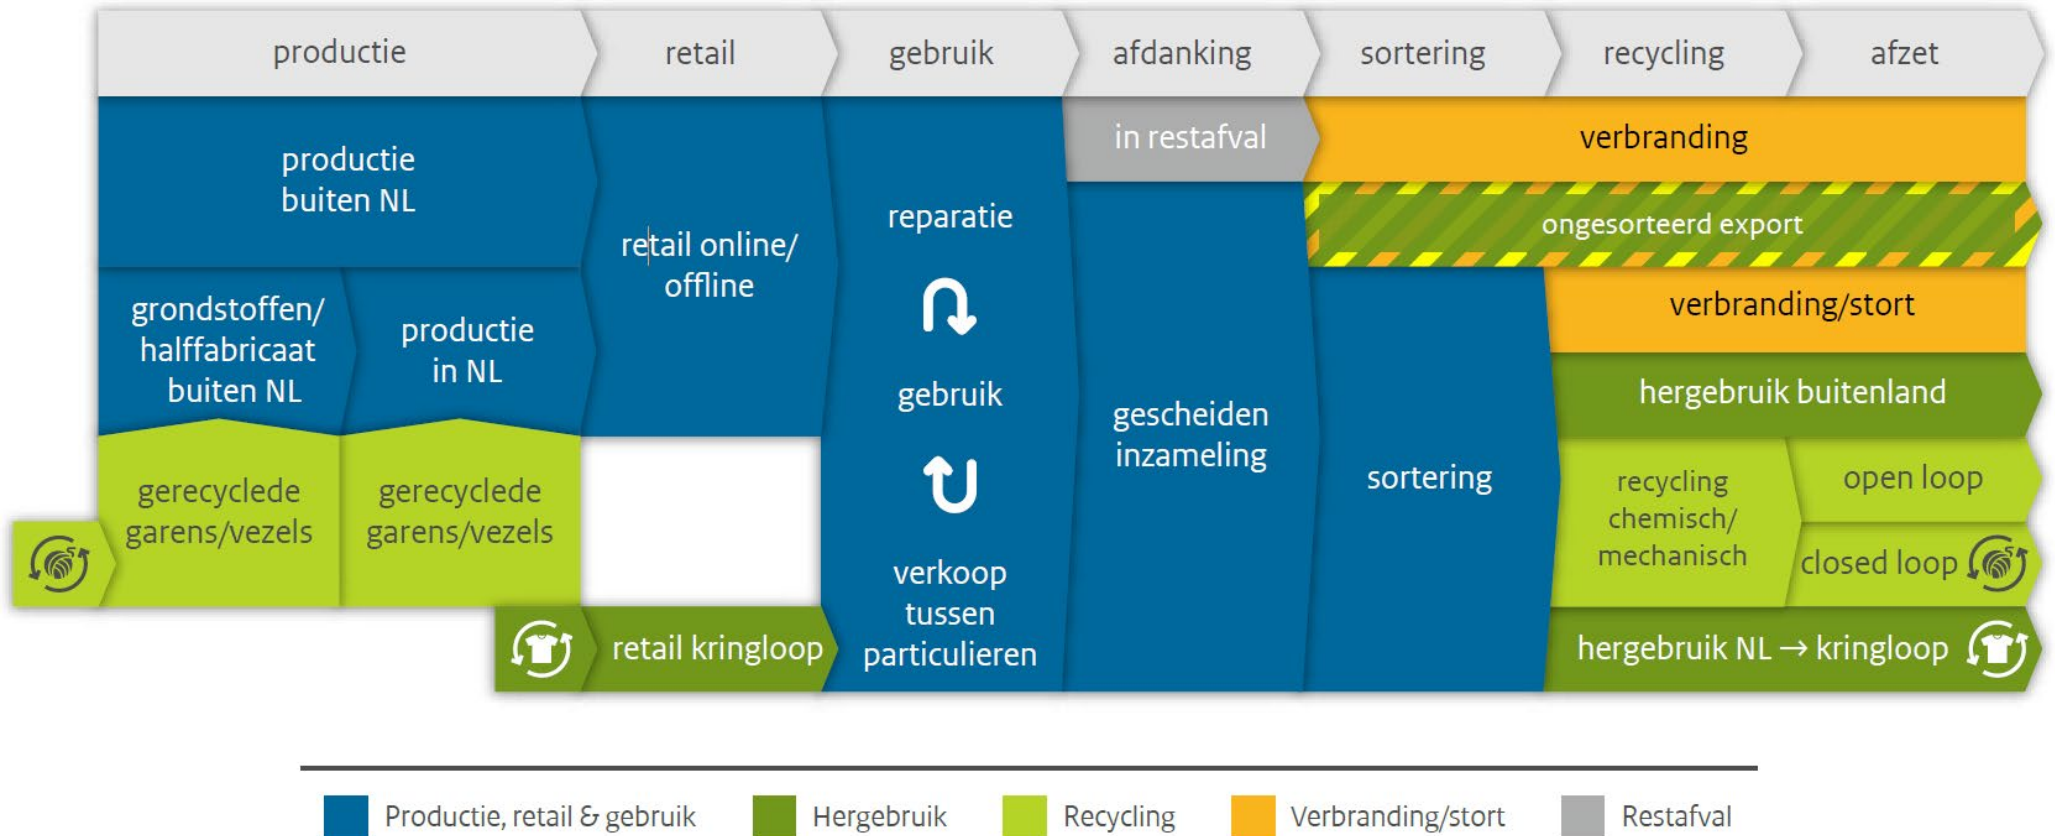 productie
retail
gebruik
afdanking
sortering
recycling
afzet
productie
buiten NL
grondstoffen/
halffabricaat
buiten NL
productie
in NL
gerecyclede
garens/vezels
gerecyclede
garens/vezels
retail online/
offline
retail kringloop
reparatie
gebruik
verkoop
tussen
particulieren
in restafval
gescheiden
inzameling
sortering
verbranding
ongesorteerd export
verbranding/stort
hergebruik buitenland
recycling
chemisch/
mechanisch
open loop
closed loop
hergebruik NL → kringloop
Productie, retail & gebruik
Hergebruik
Recycling
Verbranding/stort
Restafval